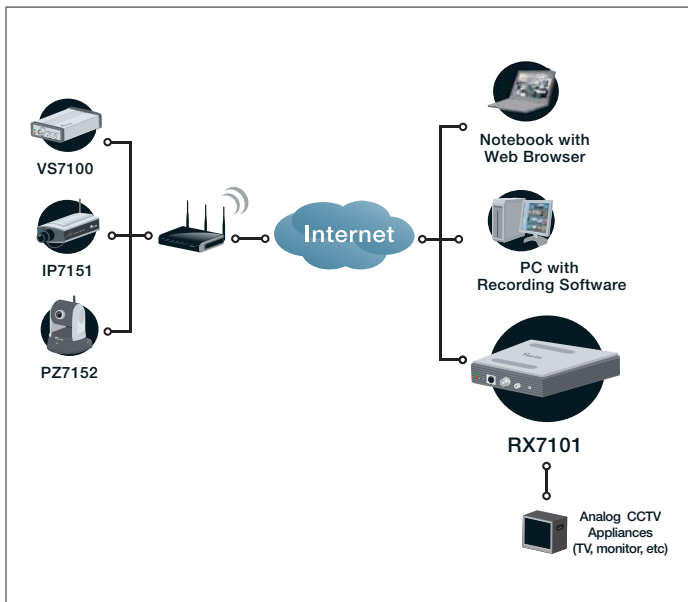 VS7100
IP7151
PZ7152
Internet
Notebook with
Web Browser
PC with
Recording Software
RX7101
Analog CCTV
Appliances
(TV, monitor, etc)